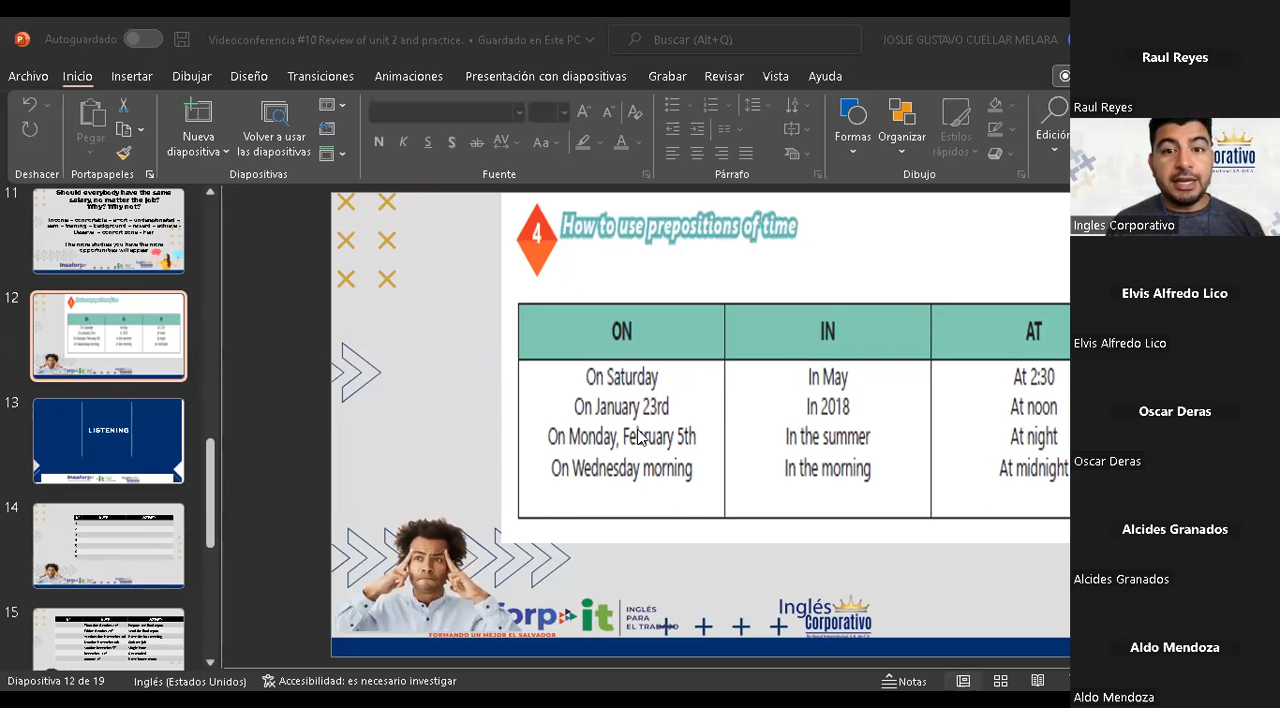 Autoguardado
Videoconferencia #10 Review of unit 2 and practice. • Guardado en Este PC
Buscar (Alt+Q)
JOSUE GUSTAVO CUELLAR MELARA
Archivo Inicio Insertar Dibujar Diseño Transiciones Animaciones Presentación con diapositivas Grabar Revisar Vista Ayuda
Pegar
Nueva diapositiva
Volver a usar las diapositivas
N K S S ab AV Aa A
Formas Organizar Estilos rápidos Edición
Deshacer Portapapeles Diapositivas Fuente Párrafo Dibujo
11
Should everybody have the same
salary, no matter the job?
Why? Why not?
12
13
LISTENING
14
15
4
How to use prepositions of time
ON IN AT
On Saturday In May At 2:30
On January 23rd In 2018 At noon
On Monday, February 5th In the summer At night
On Wednesday morning In the morning At midnight
FORMANDO UN MEJOR EL SALVADOR
orp it
INGLÉS
PARA
EL TRABAJO
Inglés
Corporativo
Diapositiva 12 de 19 Inglés (Estados Unidos) Accesibilidad: es necesario investigar Notas
Raul Reyes
Raul Reyes
Ingles Corporativo
Elvis Alfredo Lico
Elvis Alfredo Lico
Oscar Deras
Oscar Deras
Alcides Granados
Alcides Granados
Aldo Mendoza
Aldo Mendoza